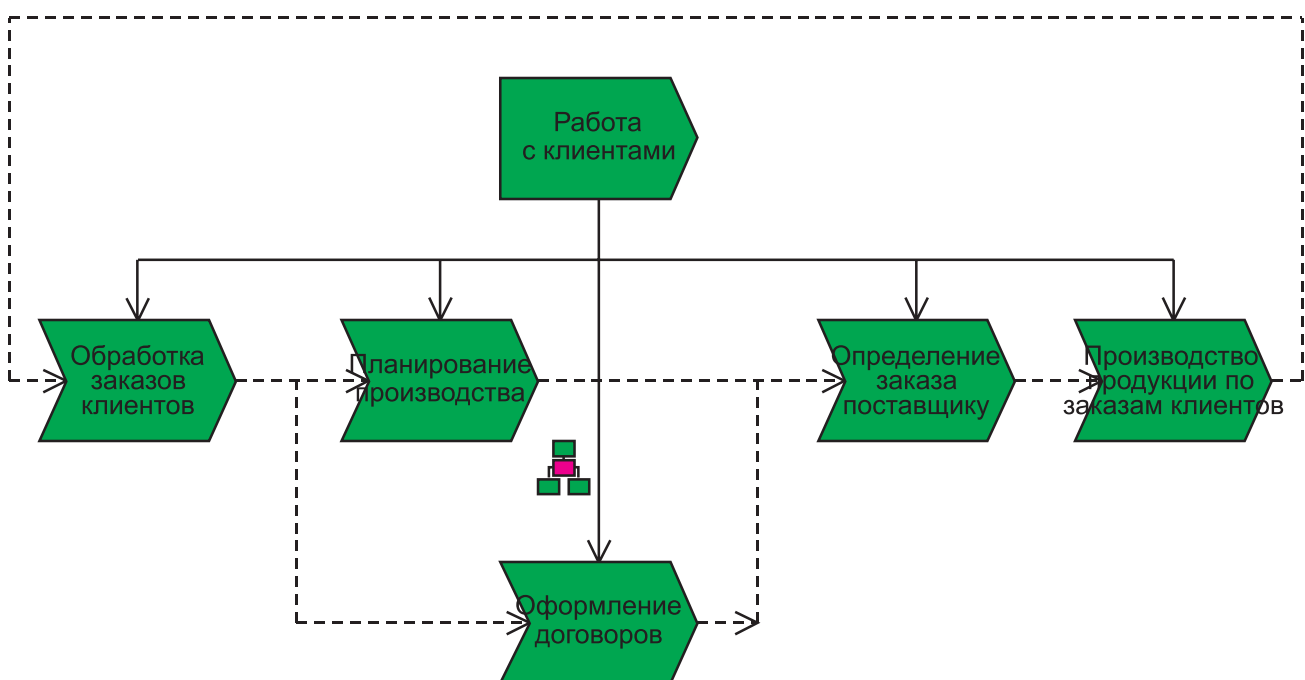 Работа
с клиентами
Обработка
заказов
клиентов
Планирование
производства
Определение
заказа
поставщику
Производство
продукции по
заказам клиентов
Оформление
договоров